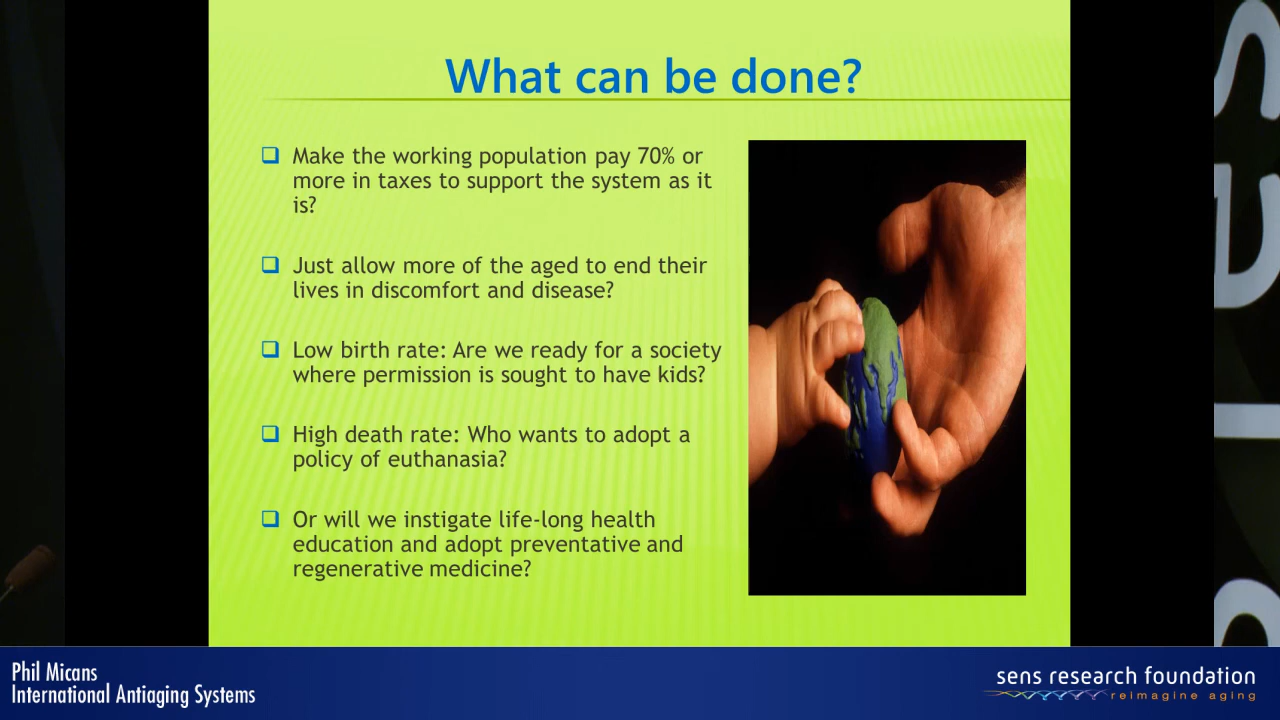 What can be done?
Make the working population pay 70% or
more in taxes to support the system as it
is?
Just allow more of the aged to end their
lives in discomfort and disease?
Low birth rate: Are we ready for a society
where permission is sought to have kids?
High death rate: Who wants to adopt a
policy of euthanasia?
Or will we instigate life-long health
education and adopt preventative and
regenerative medicine?
Phil Micans
International Antiaging Systems
sens research foundation
reimagine aging